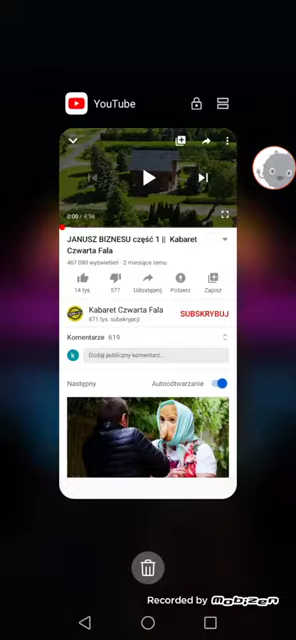 YouTube
0:00 / 9:58
JANUSZ BIZNESU część 1 || Kabaret
Czwarta Fala
467 080 wyświetleń · 2 miesiące temu
14 tys.
577
Udostępnij
Pobierz
Zapisz
Kabaret Czwarta Fala
671 tys. subskrypcji
SUBSKRYBUJ
Komentarze 619
k
Dodaj publiczny komentarz...
Następny
Autoodtwarzanie
Recorded by Mobizen